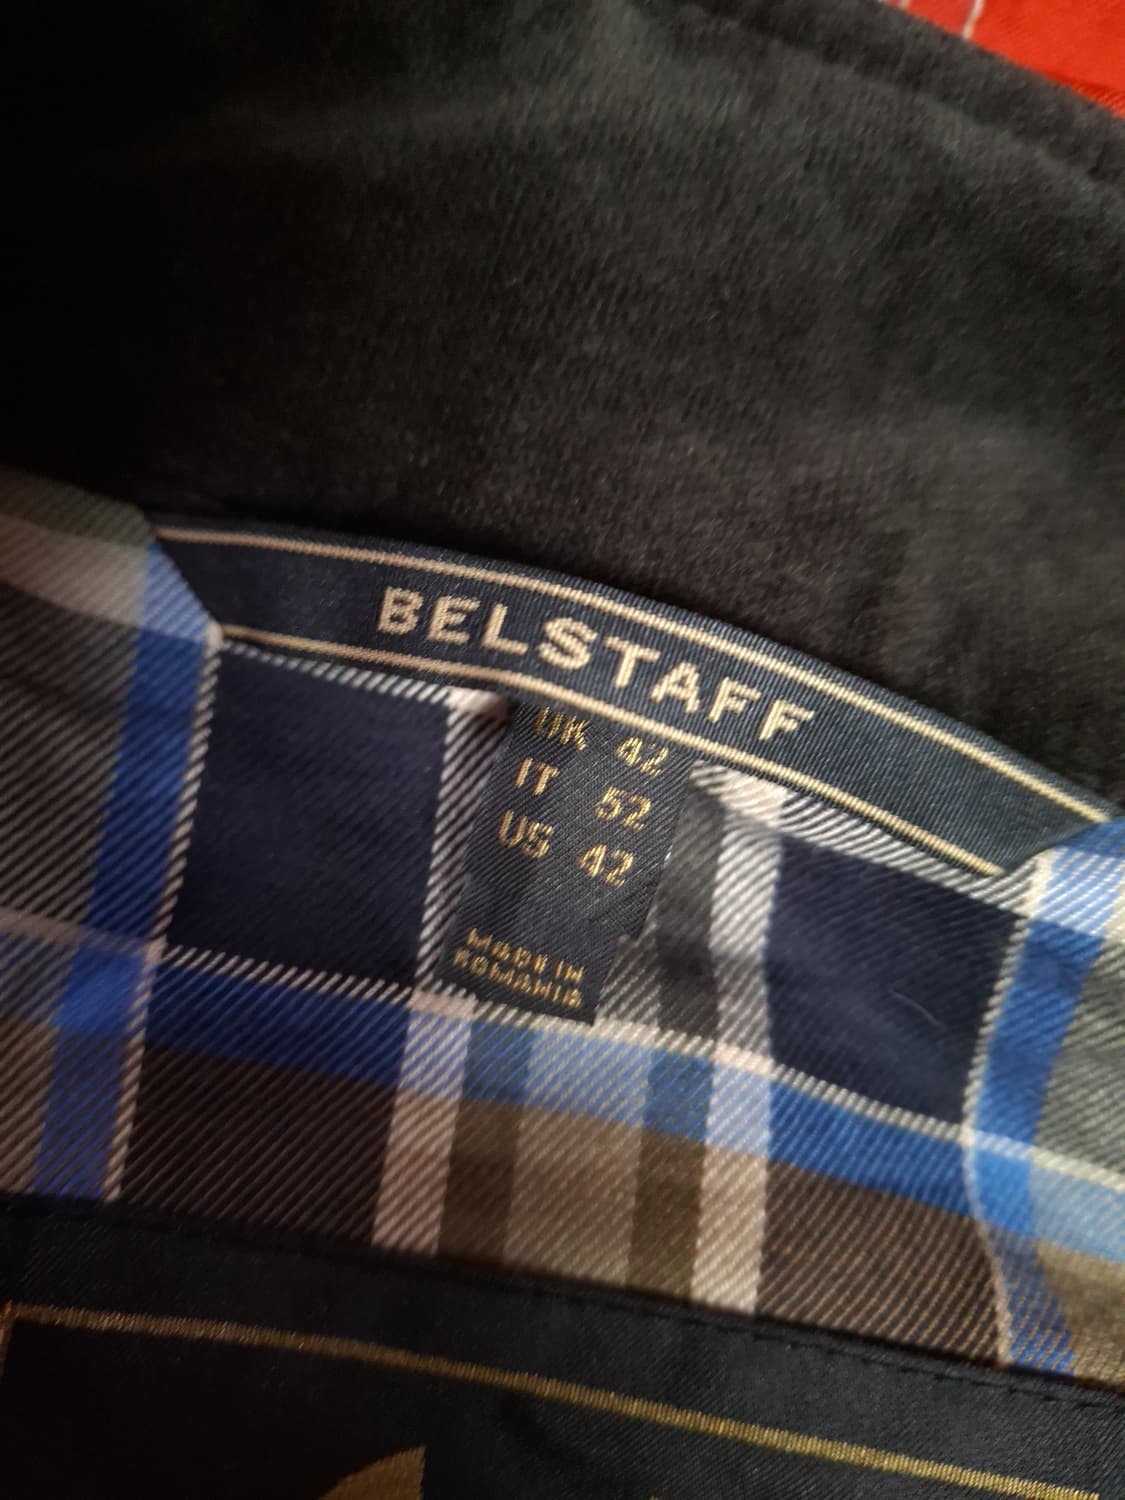 BELSTAFF
UK 42
IT 52
US 42
MADE IN
ROMANIA